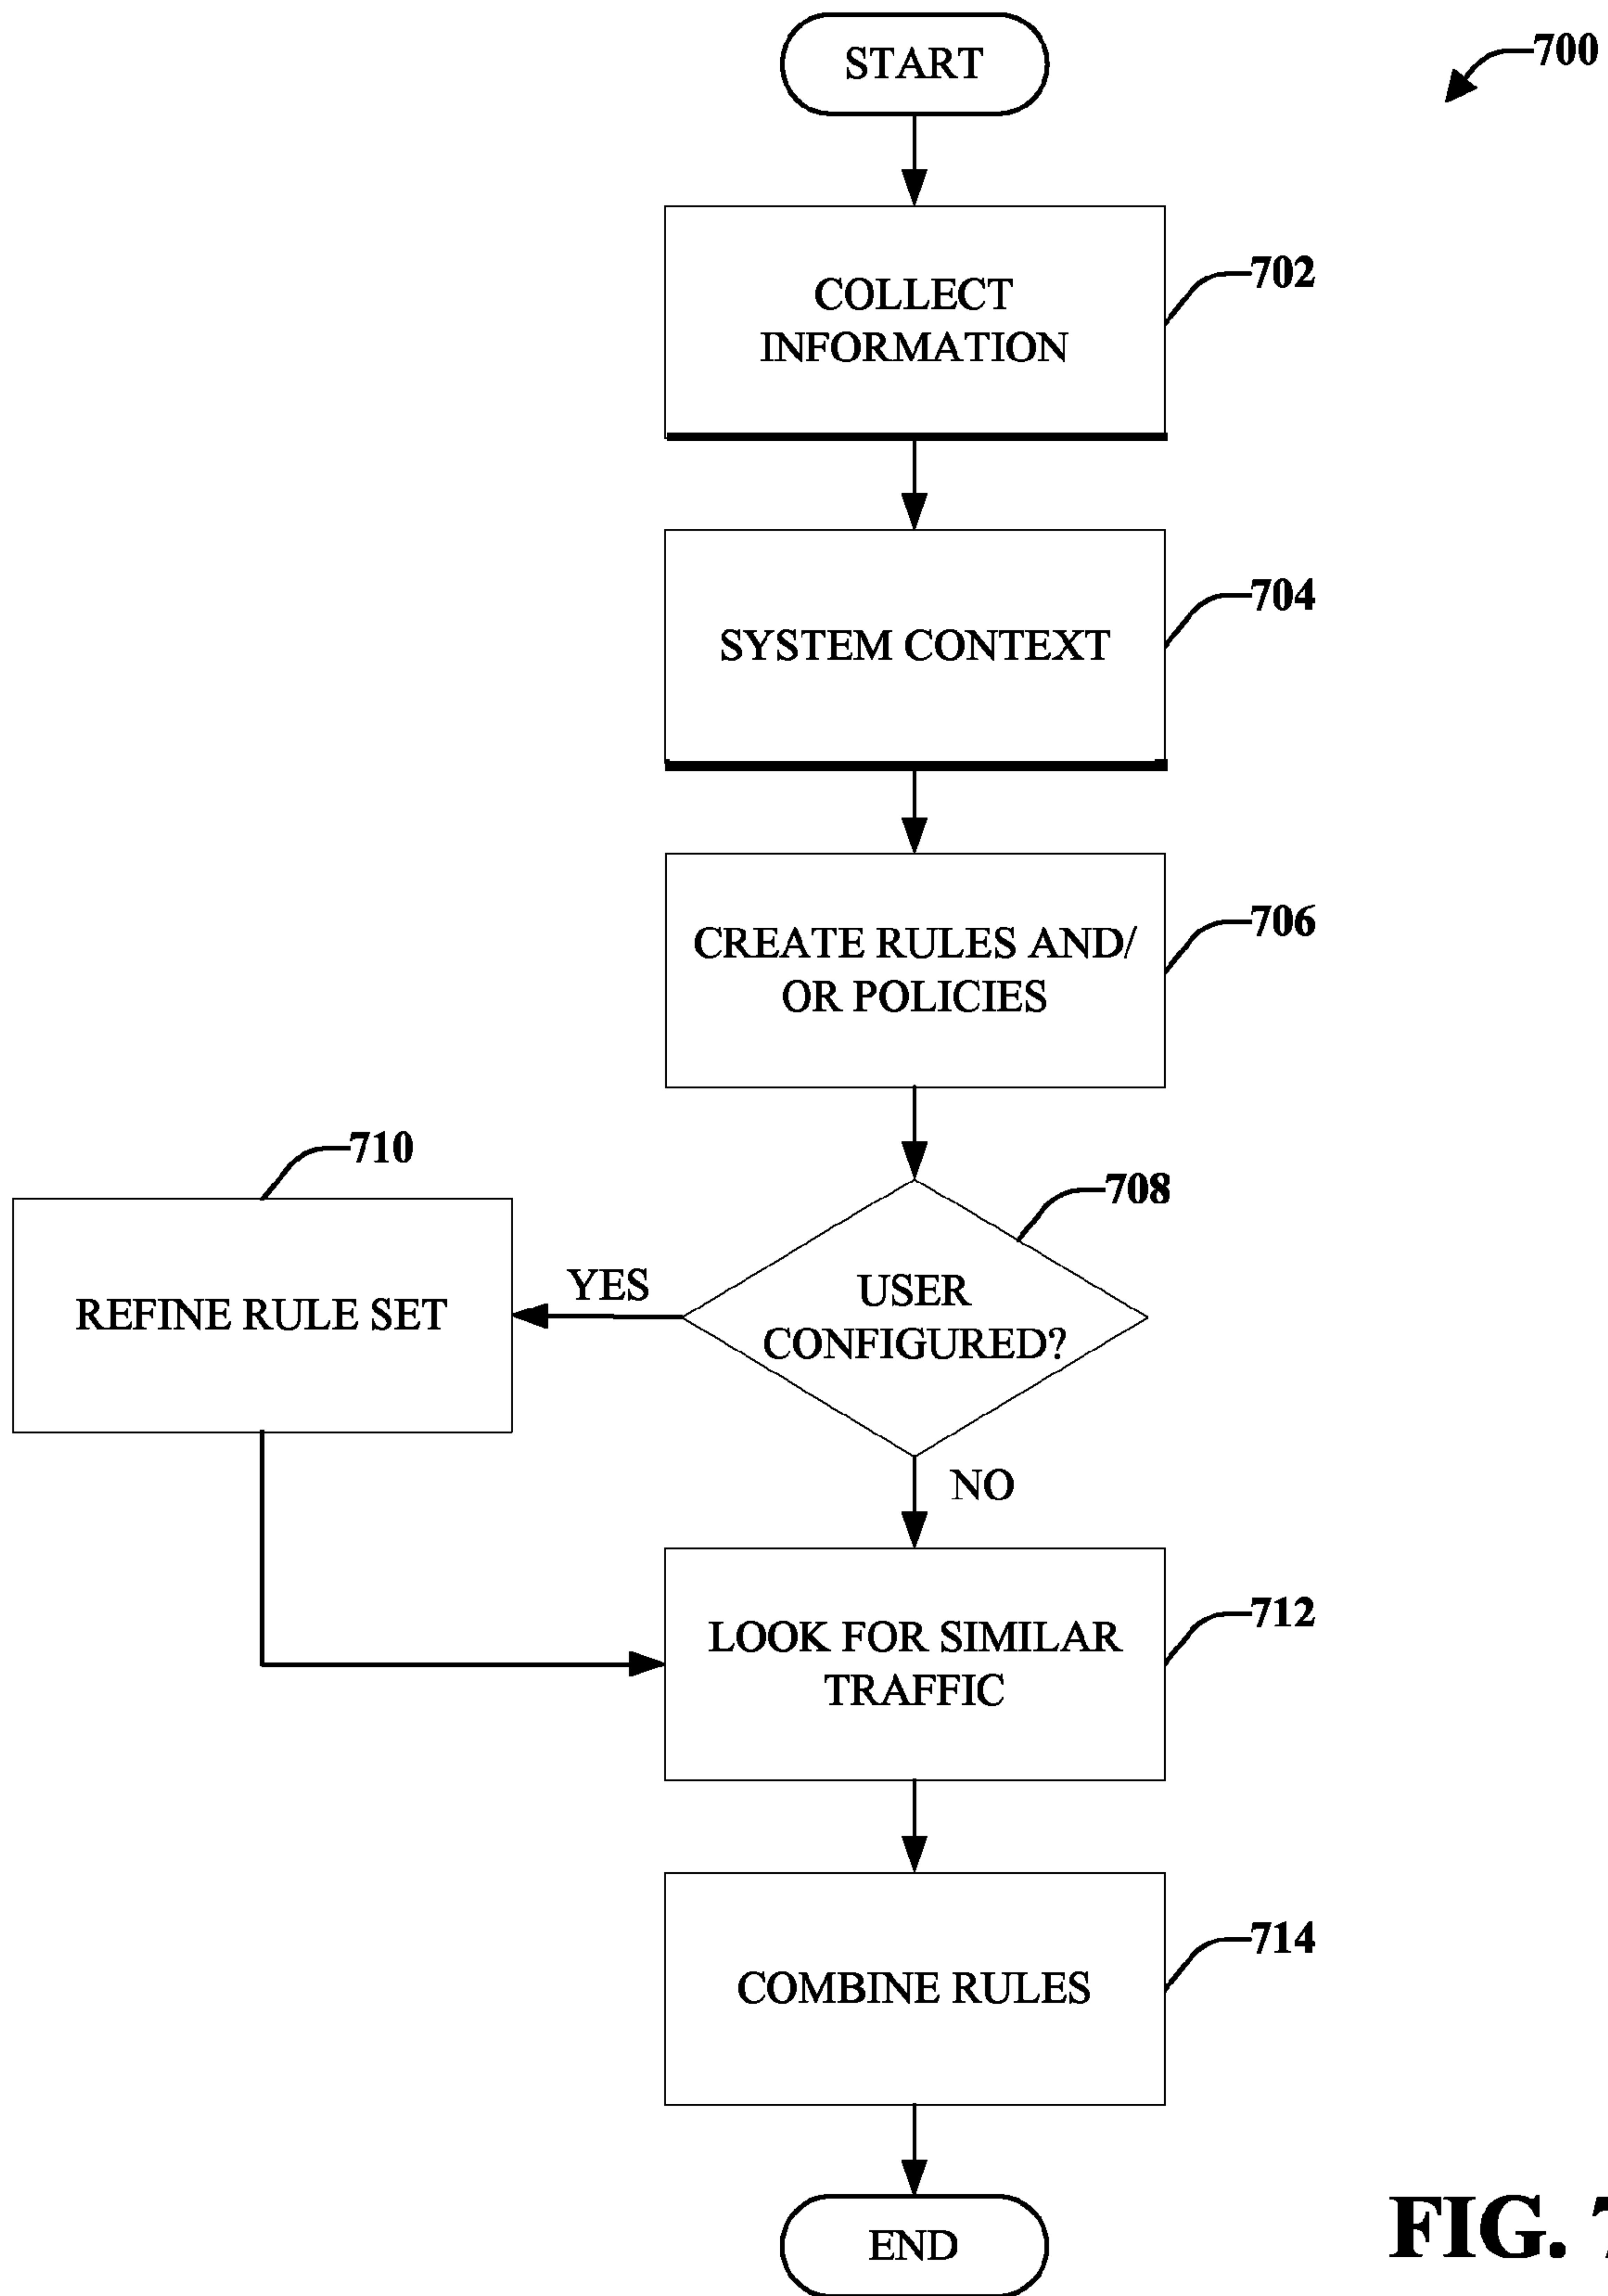 START
700
COLLECT
INFORMATION
702
SYSTEM CONTEXT
704
CREATE RULES AND/
OR POLICIES
706
710
708
REFINE RULE SET
YES
USER
CONFIGURED?
NO
LOOK FOR SIMILAR
TRAFFIC
712
COMBINE RULES
714
END
FIG. 7